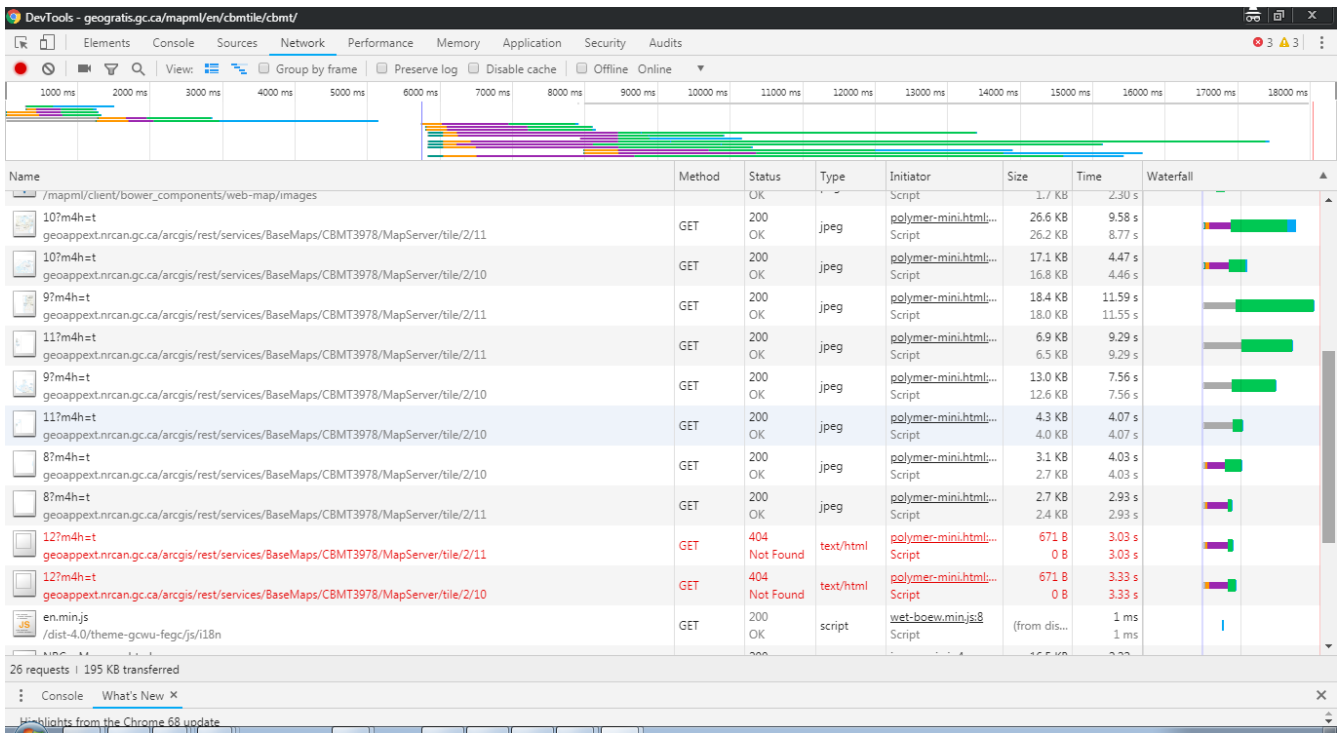 DevTools - geogratis.gc.ca/mapml/en/cbmtile/cbmt/
Elements Console Sources Network Performance Memory Application Security Audits 3 3
View: Group by frame Preserve log Disable cache Offline Online
1000 ms 2000 ms 3000 ms 4000 ms 5000 ms 6000 ms 7000 ms 8000 ms 9000 ms 10000 ms 11000 ms 12000 ms 13000 ms 14000 ms 15000 ms 16000 ms 17000 ms 18000 ms
Name Method Status Type Initiator Size Time Waterfall
/mapml/client/bower_components/web-map/images OK Script 1.7 KB 2.30 s
10?m4h=t GET 200 jpeg polymer-mini.html:... 26.6 KB 9.58 s
geoappext.nrcan.gc.ca/arcgis/rest/services/BaseMaps/CBMT3978/MapServer/tile/2/11 OK Script 26.2 KB 8.77 s
10?m4h=t GET 200 jpeg polymer-mini.html:... 17.1 KB 4.47 s
geoappext.nrcan.gc.ca/arcgis/rest/services/BaseMaps/CBMT3978/MapServer/tile/2/10 OK Script 16.8 KB 4.46 s
9?m4h=t GET 200 jpeg polymer-mini.html:... 18.4 KB 11.59 s
geoappext.nrcan.gc.ca/arcgis/rest/services/BaseMaps/CBMT3978/MapServer/tile/2/11 OK Script 18.0 KB 11.55 s
11?m4h=t GET 200 jpeg polymer-mini.html:... 6.9 KB 9.29 s
geoappext.nrcan.gc.ca/arcgis/rest/services/BaseMaps/CBMT3978/MapServer/tile/2/11 OK Script 6.5 KB 9.29 s
9?m4h=t GET 200 jpeg polymer-mini.html:... 13.0 KB 7.56 s
geoappext.nrcan.gc.ca/arcgis/rest/services/BaseMaps/CBMT3978/MapServer/tile/2/10 OK Script 12.6 KB 7.56 s
11?m4h=t GET 200 jpeg polymer-mini.html:... 4.3 KB 4.07 s
geoappext.nrcan.gc.ca/arcgis/rest/services/BaseMaps/CBMT3978/MapServer/tile/2/10 OK Script 4.0 KB 4.07 s
8?m4h=t GET 200 jpeg polymer-mini.html:... 3.1 KB 4.03 s
geoappext.nrcan.gc.ca/arcgis/rest/services/BaseMaps/CBMT3978/MapServer/tile/2/10 OK Script 2.7 KB 4.03 s
8?m4h=t GET 200 jpeg polymer-mini.html:... 2.7 KB 2.93 s
geoappext.nrcan.gc.ca/arcgis/rest/services/BaseMaps/CBMT3978/MapServer/tile/2/11 OK Script 2.4 KB 2.93 s
12?m4h=t GET 404 text/html polymer-mini.html:... 671 B 3.03 s
geoappext.nrcan.gc.ca/arcgis/rest/services/BaseMaps/CBMT3978/MapServer/tile/2/11 Not Found Script 0 B 3.03 s
12?m4h=t GET 404 text/html polymer-mini.html:... 671 B 3.33 s
geoappext.nrcan.gc.ca/arcgis/rest/services/BaseMaps/CBMT3978/MapServer/tile/2/10 Not Found Script 0 B 3.33 s
en.min.js GET 200 script wet-boew.min.js:8 (from dis... 1 ms
JS /dist-4.0/theme-gcwu-fegc/js/i18n OK Script 1 ms
26 requests | 195 KB transferred
Console What's New
Highlights from the Chrome 68 update